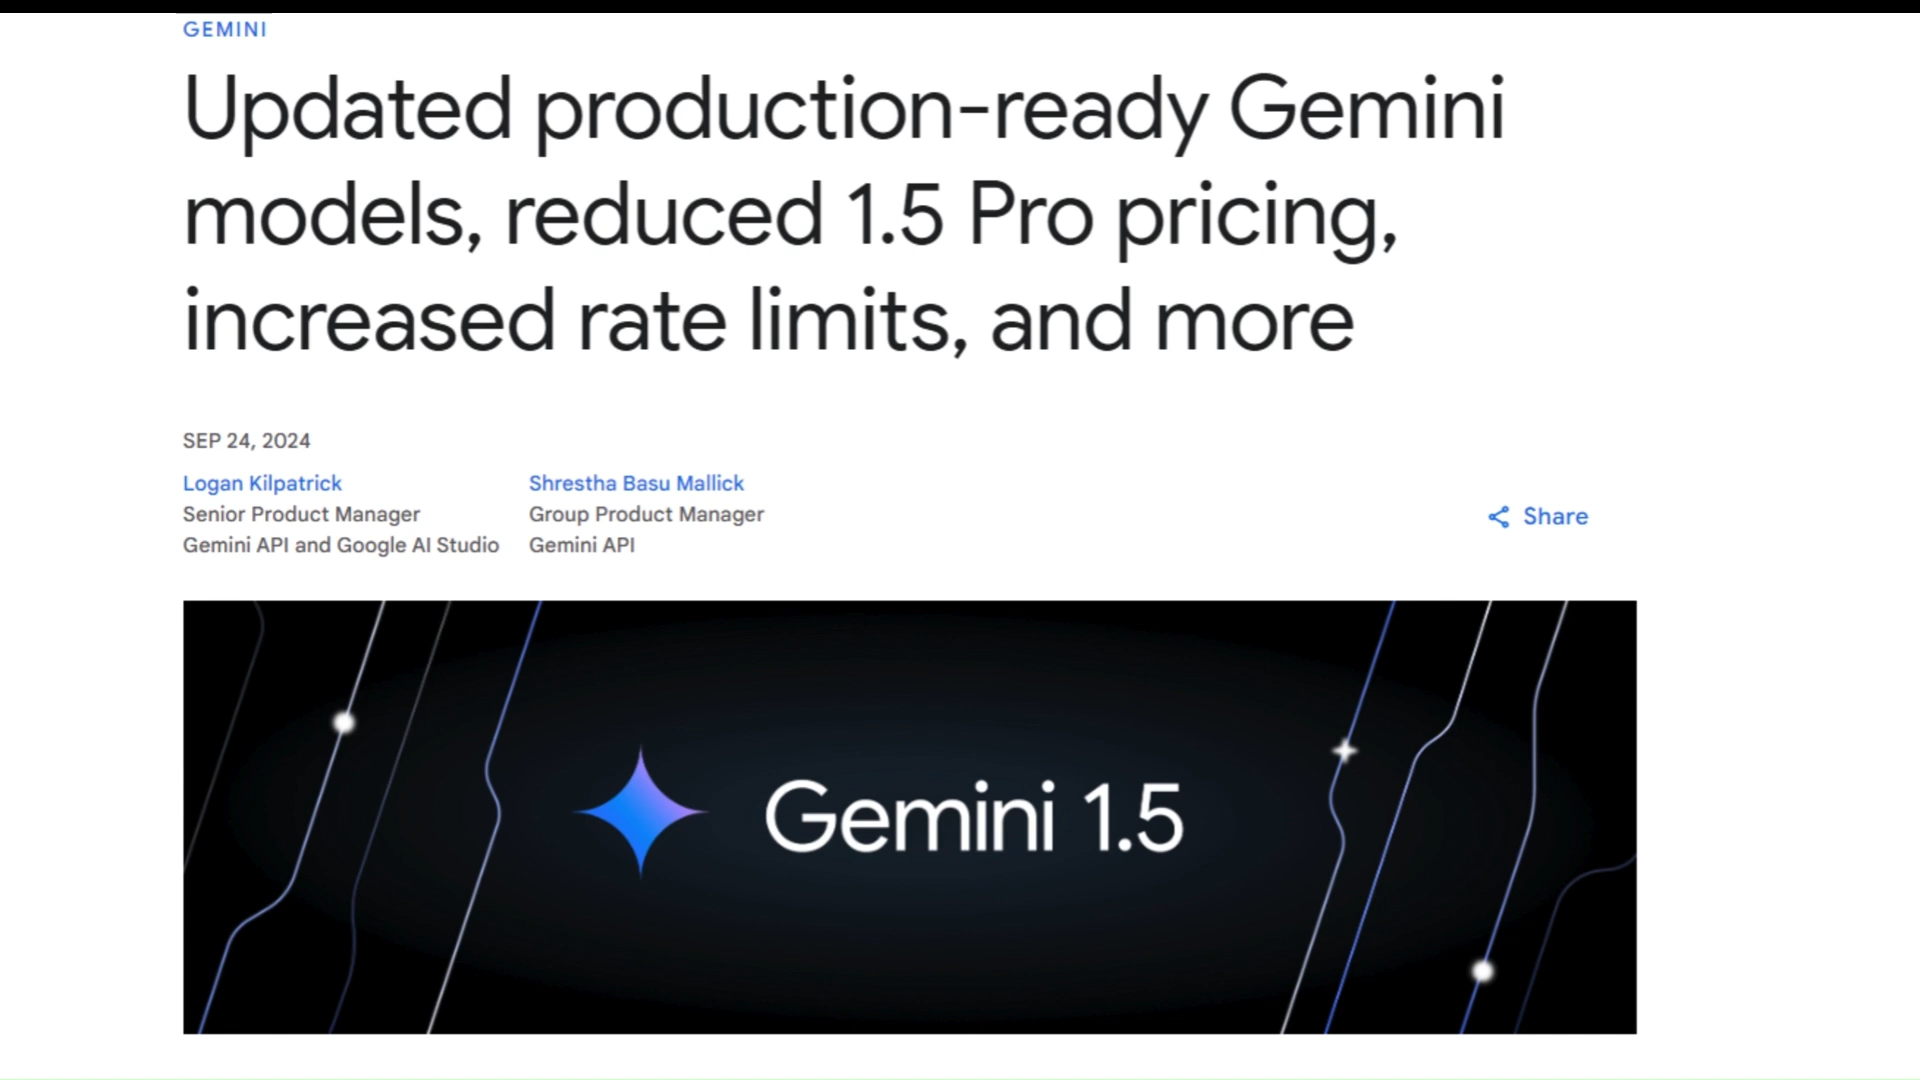 GEMINI
Updated production-ready Gemini
models, reduced 1.5 Pro pricing,
increased rate limits, and more
SEP 24, 2024
Logan Kilpatrick
Senior Product Manager
Gemini API and Google AI Studio
Shrestha Basu Mallick
Group Product Manager
Gemini API
Share
Gemini 1.5